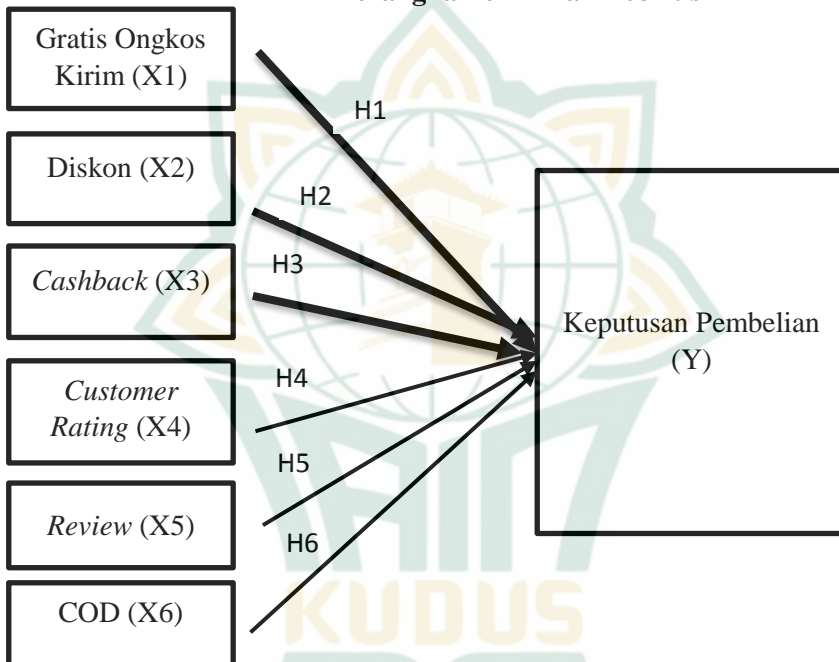 Gratis Ongkos
Kirim (X1)
Diskon (X2)
Cashback (X3)
Customer
Rating (X4)
Review (X5)
COD (X6)
H1
H2
H3
H4
H5
H6
Keputusan Pembelian
(Y)
IAIN
KUDUS